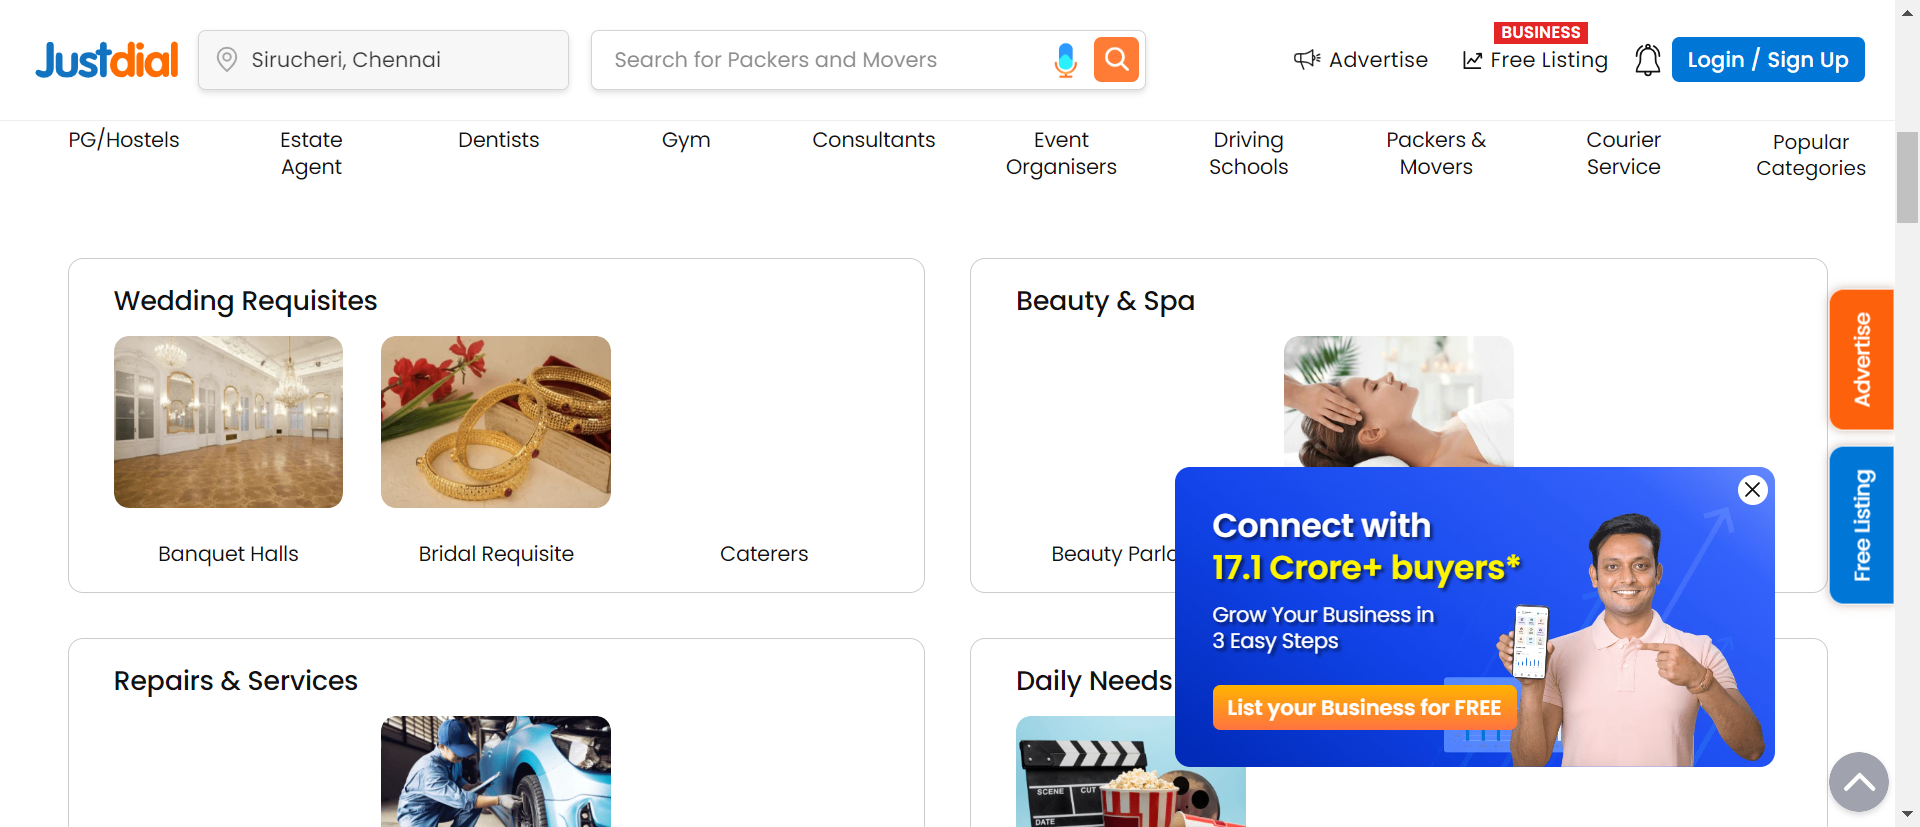 Justdial
Sirucheri, Chennai
Search for Packers and Movers
Advertise
BUSINESS
Free Listing
Login / Sign Up
PG/Hostels
Estate
Agent
Dentists
Gym
Consultants
Event
Organisers
Driving
Schools
Packers &
Movers
Courier
Service
Popular
Categories
Wedding Requisites
Banquet Halls
Bridal Requisite
Caterers
Beauty & Spa
Beauty Parlo
Advertise
Free Listing
Connect with
17.1 Crore+ buyers*
Grow Your Business in
3 Easy Steps
List your Business for FREE
Repairs & Services
Daily Needs
SCENE CUT
DATE